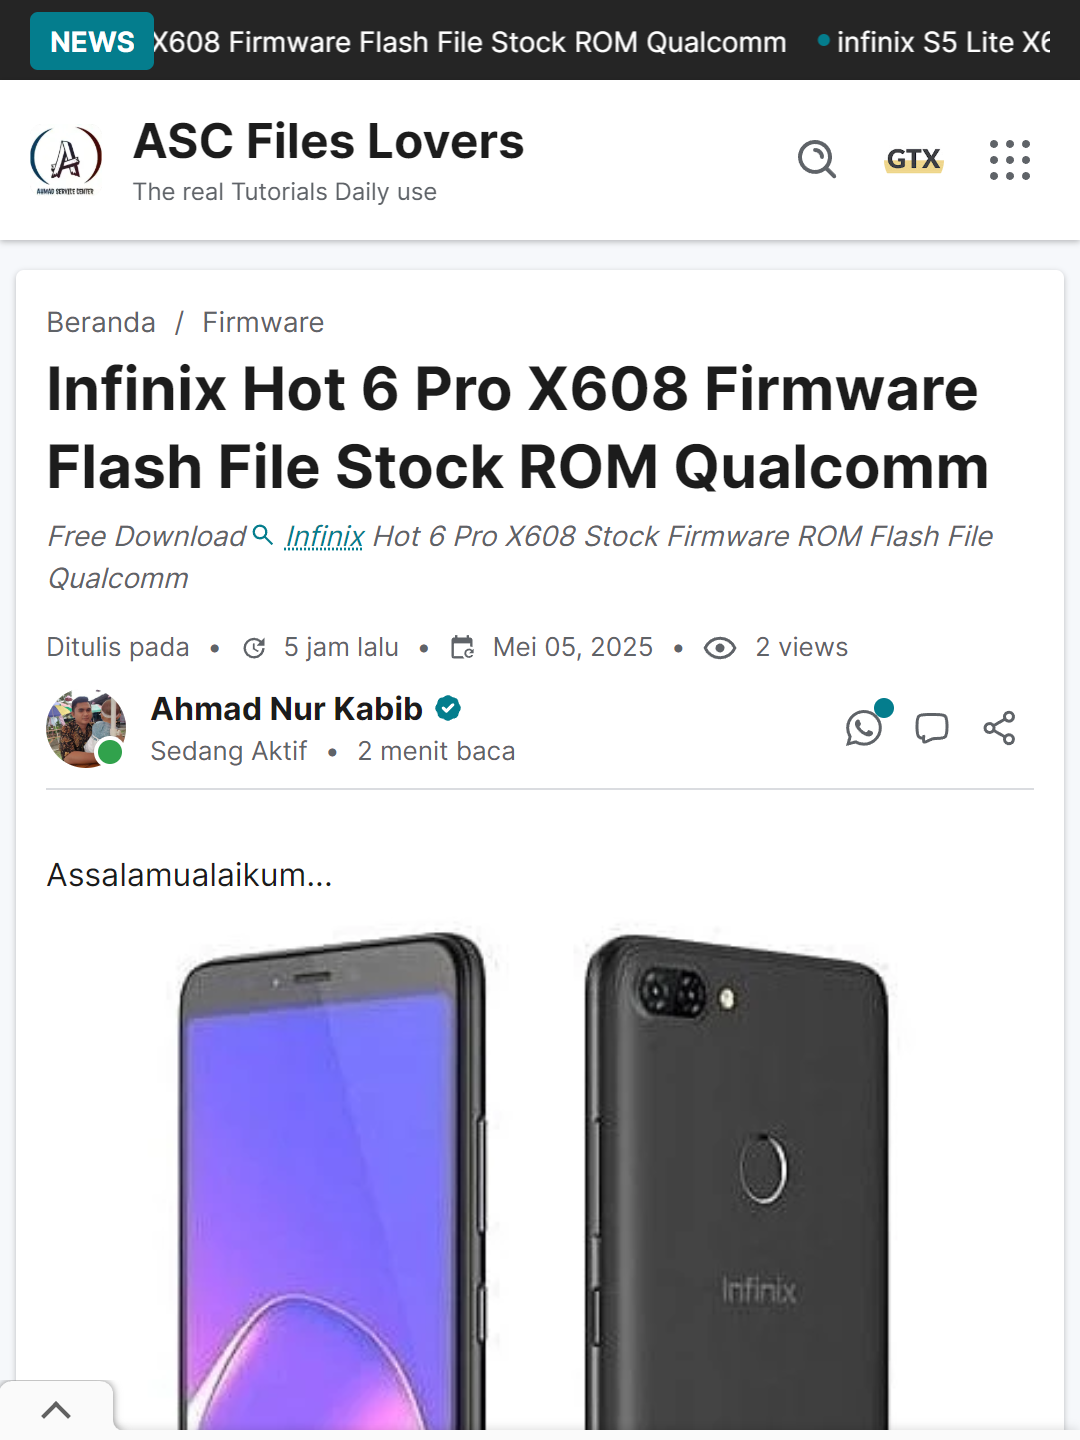 NEWS X608 Firmware Flash File Stock ROM Qualcomm • infinix S5 Lite X6
ASC Files Lovers
The real Tutorials Daily use
GTX
A
AHMAD SERVICE CENTER
Beranda / Firmware
Infinix Hot 6 Pro X608 Firmware
Flash File Stock ROM Qualcomm
Free Download Infinix Hot 6 Pro X608 Stock Firmware ROM Flash File
Qualcomm
Ditulis pada • 5 jam lalu • Mei 05, 2025 • 2 views
Ahmad Nur Kabib
Sedang Aktif • 2 menit baca
Assalamualaikum...
Infinix